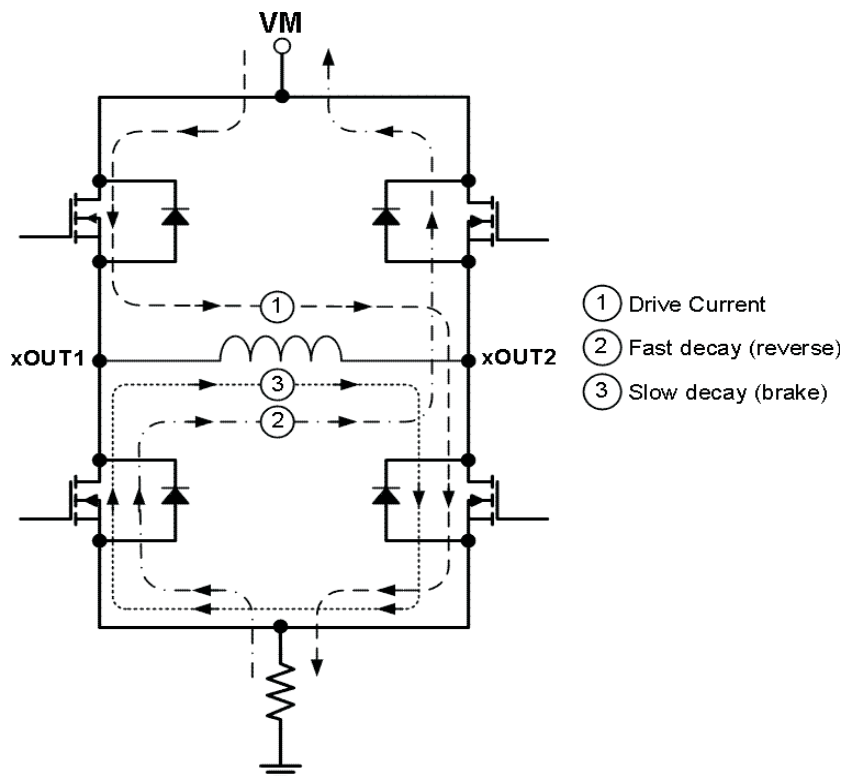 VM
1
xOUT1
xOUT2
3
2
1 Drive Current
2 Fast decay (reverse)
3 Slow decay (brake)